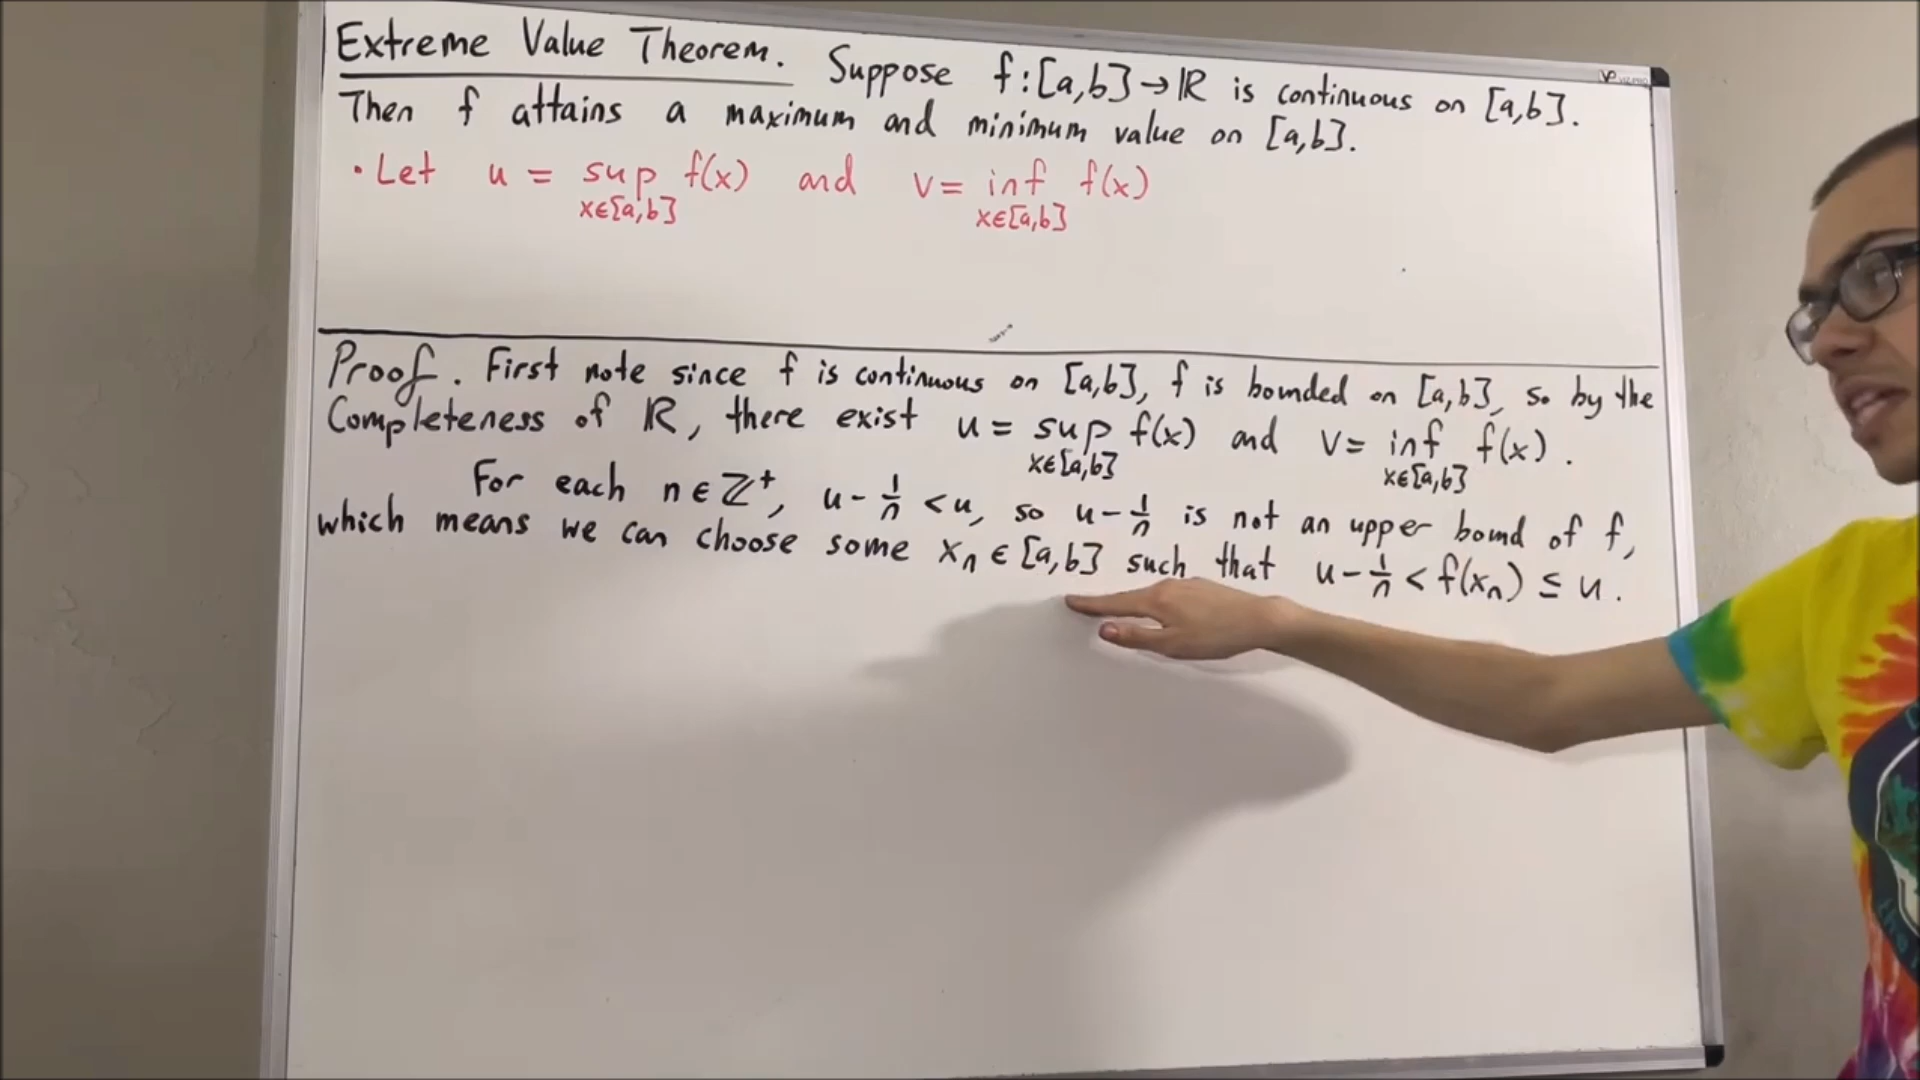 Extreme Value Theorem. Suppose f:[a,b]→ℝ is continuous on [a,b].
Then f attains a maximum and minimum value on [a,b].
• Let u = sup f(x) and v = inf f(x)
x∈[a,b] x∈[a,b]
Proof. First note since f is continuous on [a,b], f is bounded on [a,b], so by the
Completeness of ℝ, there exist u = sup f(x) and v = inf f(x).
x∈[a,b] x∈[a,b]
For each n∈ℤ⁺, u - 1/n < u, so u - 1/n is not an upper bound of f,
which means we can choose some xₙ ∈ [a,b] such that u - 1/n < f(xₙ) ≤ u.